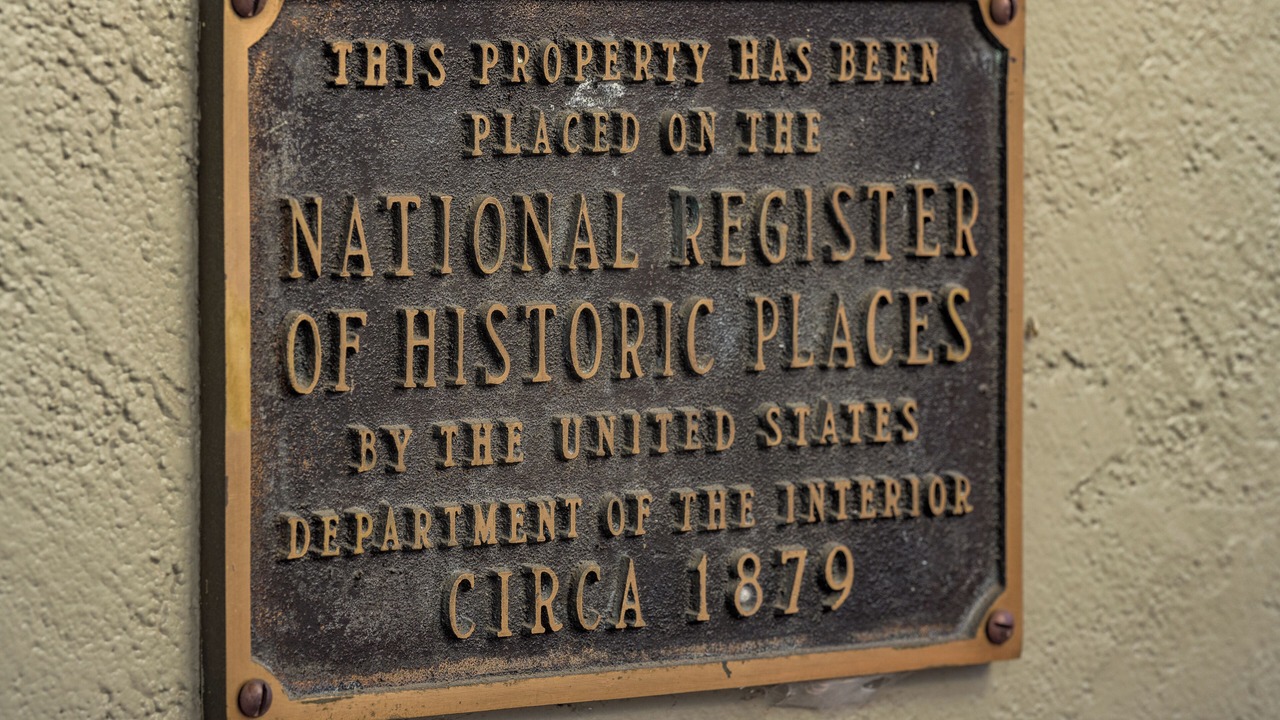 THIS PROPERTY HAS BEEN
PLACED ON THE
NATIONAL REGISTER
OF HISTORIC PLACES
BY THE UNITED STATES
DEPARTMENT OF THE INTERIOR
CIRCA 1879